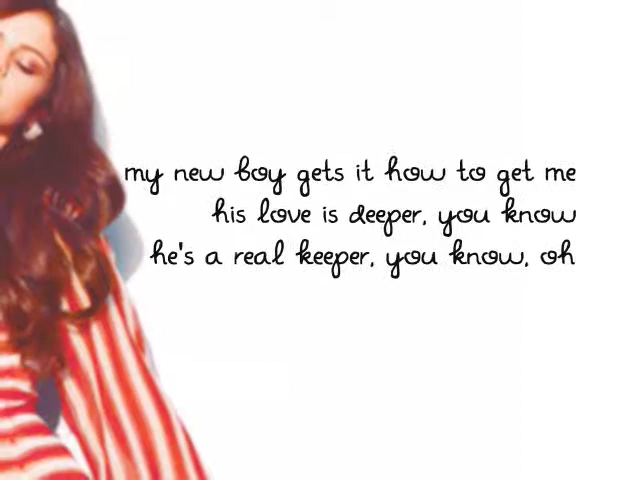 my new boy gets it how to get me
his love is deeper, you know
he's a real keeper, you know, oh